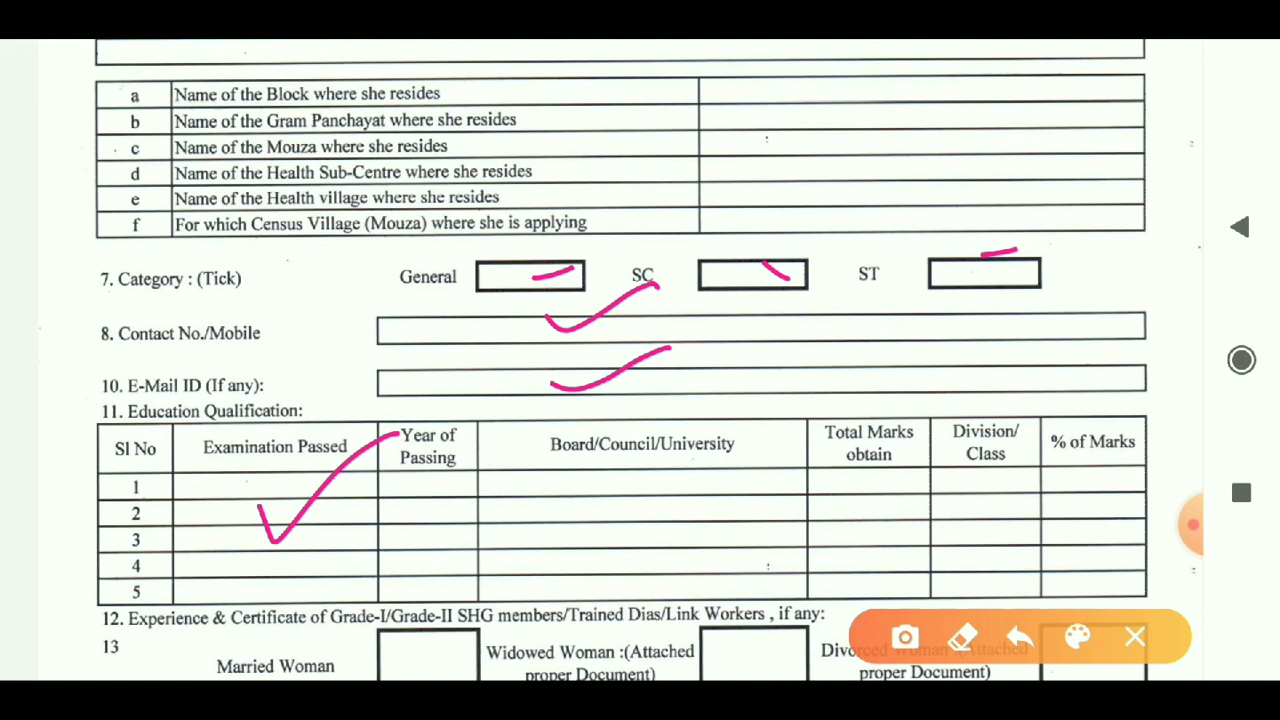 a Name of the Block where she resides
b Name of the Gram Panchayat where she resides
c Name of the Mouza where she resides
d Name of the Health Sub-Centre where she resides
e Name of the Health village where she resides
f For which Census Village (Mouza) where she is applying
7. Category : (Tick) General SC ST
8. Contact No./Mobile
10. E-Mail ID (If any):
11. Education Qualification:
Sl No Examination Passed Year of Passing Board/Council/University Total Marks obtain Division/ Class % of Marks
1
2
3
4
5
12. Experience & Certificate of Grade-I/Grade-II SHG members/Trained Dias/Link Workers , if any:
13 Married Woman Widowed Woman :(Attached proper Document) Divorced Woman :(Attached proper Document)